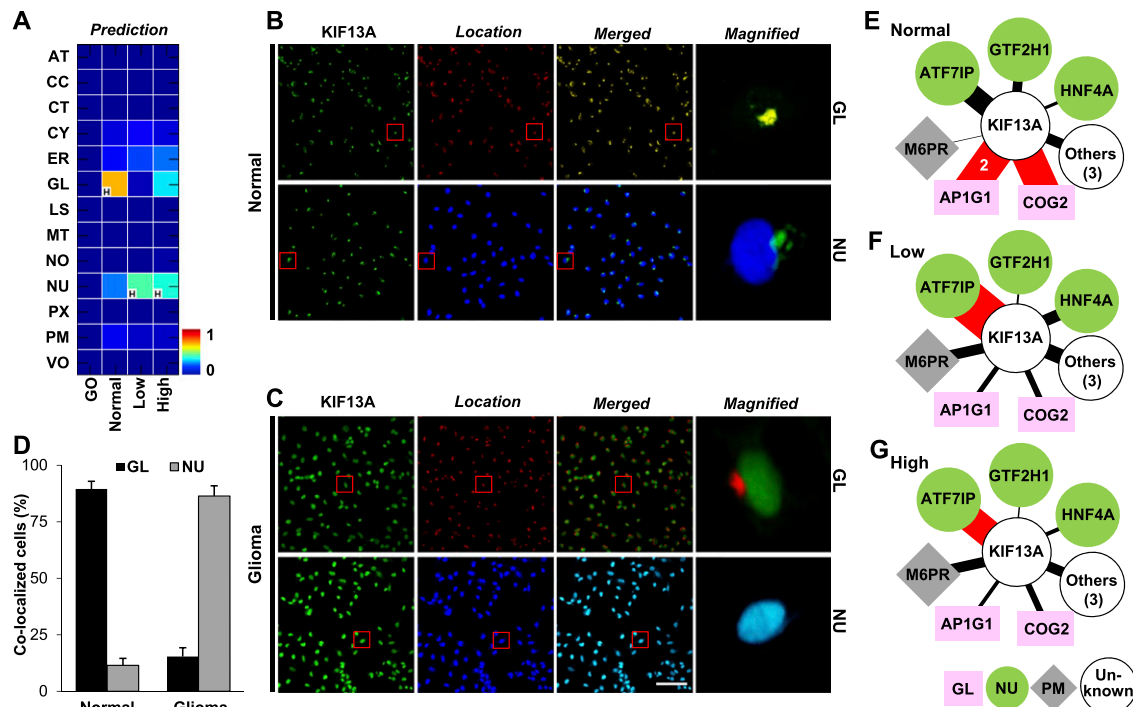 A
Prediction
AT
CC
CT
CY
ER
GL
H
LS
MT
NO
NU
H
H
PX
PM
VO
1
0
GO
Normal
Low
High
B
KIF13A
Location
Merged
Magnified
Normal
GL
NU
C
KIF13A
Location
Merged
Magnified
Glioma
GL
NU
D
GL
NU
Co-localized cells (%)
100
75
50
25
0
Normal
Glioma
E
Normal
GTF2H1
ATF7IP
HNF4A
KIF13A
M6PR
Others
(3)
2
AP1G1
COG2
F
Low
GTF2H1
ATF7IP
HNF4A
KIF13A
M6PR
Others
(3)
AP1G1
COG2
G
High
GTF2H1
ATF7IP
HNF4A
KIF13A
M6PR
Others
(3)
AP1G1
COG2
GL
NU
PM
Un-
known